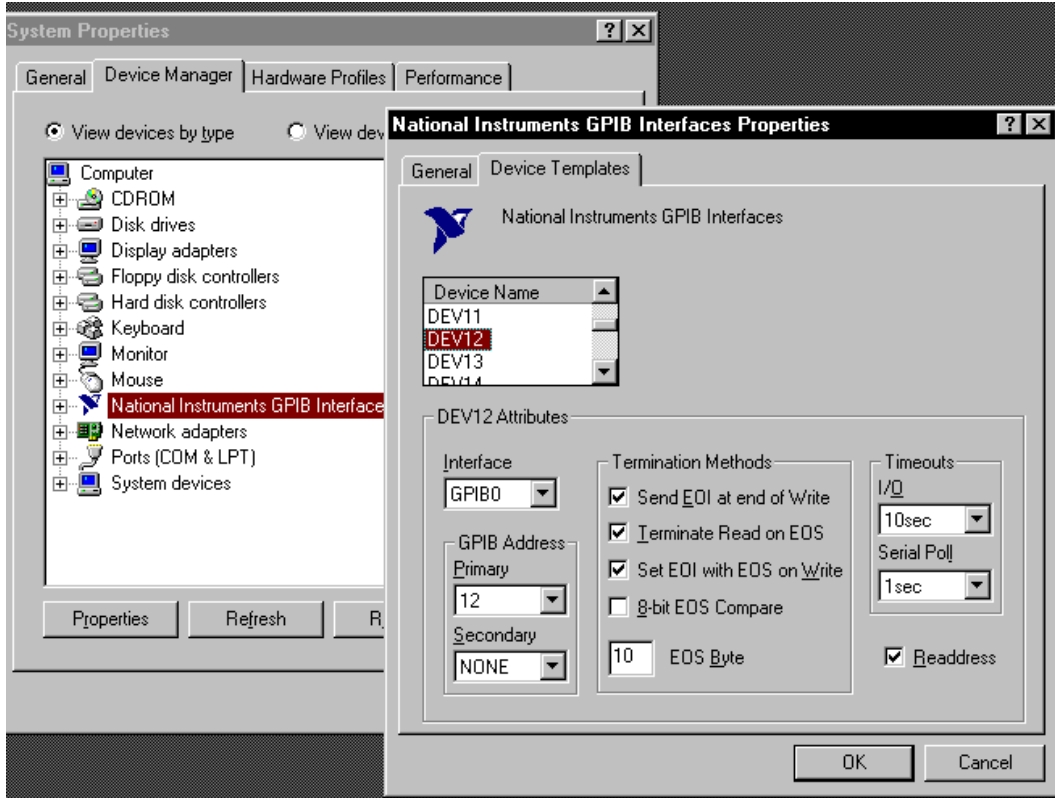 System Properties
General Device Manager Hardware Profiles Performance
View devices by type View dev
Computer
CDROM
Disk drives
Display adapters
Floppy disk controllers
Hard disk controllers
Keyboard
Monitor
Mouse
National Instruments GPIB Interface
Network adapters
Ports (COM & LPT)
System devices
Properties Refresh R
National Instruments GPIB Interfaces Properties
General Device Templates
National Instruments GPIB Interfaces
Device Name
DEV11
DEV12
DEV13
DEV14
DEV12 Attributes
Interface
GPIB0
GPIB Address
Primary
12
Secondary
NONE
Termination Methods
Send EOI at end of Write
Terminate Read on EOS
Set EOI with EOS on Write
8-bit EOS Compare
10 EOS Byte
Timeouts
I/O
10sec
Serial Poll
1sec
Readdress
OK Cancel